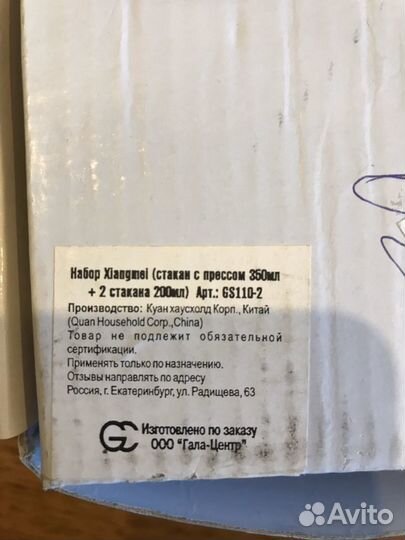 Набор Xiangmei (стакан с прессом 350мл
+ 2 стакана 200мл) Арт.: GS110-2
Производство: Куан хаусхолд Корп., Китай
(Quan Household Corp.,China)
Товар не подлежит обязательной
сертификации.
Применять только по назначению.
Отзывы направлять по адресу
Россия, г. Екатеринбург, ул. Радищева, 63
GC Изготовлено по заказу
ООО "Гала-Центр"
Avito